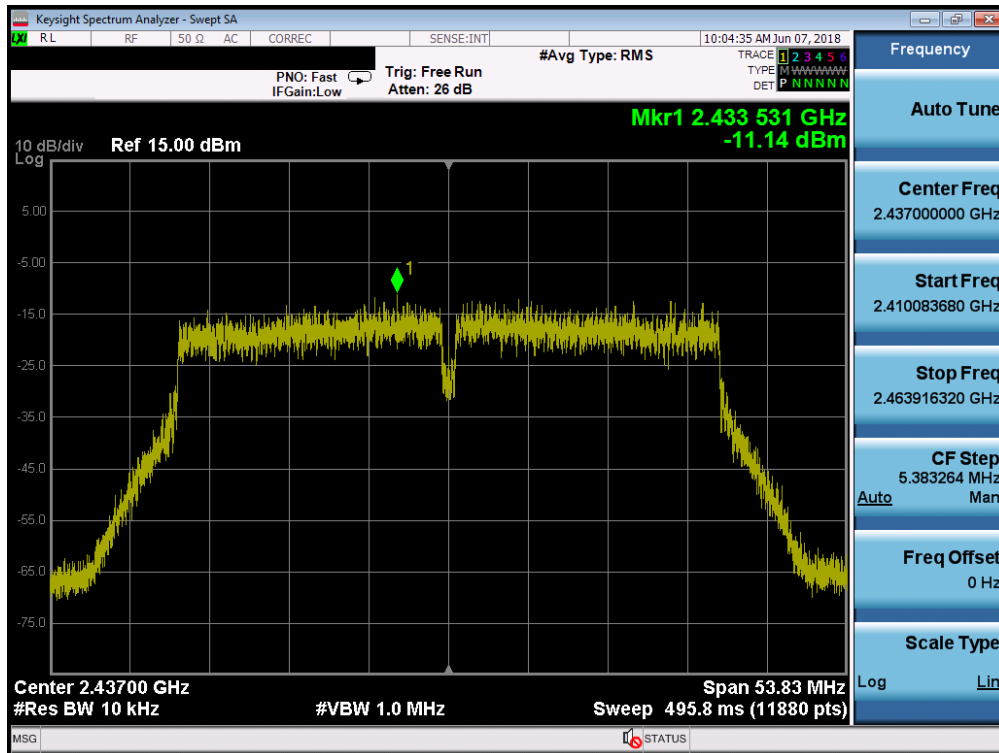 Keysight Spectrum Analyzer - Swept SA
LXI RL RF 50 Ω AC CORREC SENSE:INT 10:04:35 AM Jun 07, 2018
#Avg Type: RMS
TRACE 1 2 3 4 5 6
TYPE M WWWWW
DET P N N N N N
PNO: Fast
IFGain:Low
Trig: Free Run
Atten: 26 dB
Mkr1 2.433 531 GHz
-11.14 dBm
10 dB/div Ref 15.00 dBm
Log
1
5.00
-5.00
-15.0
-25.0
-35.0
-45.0
-55.0
-65.0
-75.0
Center 2.43700 GHz Span 53.83 MHz
#Res BW 10 kHz #VBW 1.0 MHz Sweep 495.8 ms (11880 pts)
MSG STATUS
Frequency
Auto Tune
Center Freq
2.437000000 GHz
Start Freq
2.410083680 GHz
Stop Freq
2.463916320 GHz
CF Step
5.383264 MHz
Auto Man
Freq Offset
0 Hz
Scale Type
Log Lin